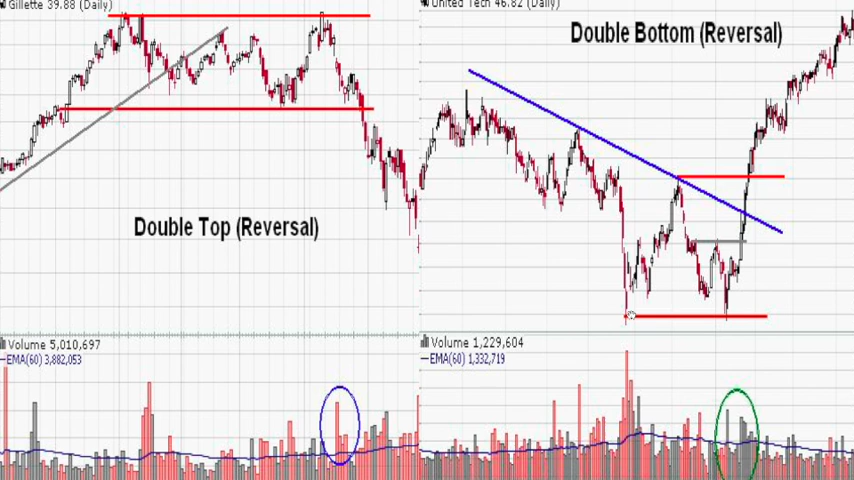 Gillette 39.88 (Daily)
Double Top (Reversal)
Volume 5,010,697
EMA(60) 3,882,053
United Tech 46.82 (Daily)
Double Bottom (Reversal)
Volume 1,229,604
EMA(60) 1,332,719